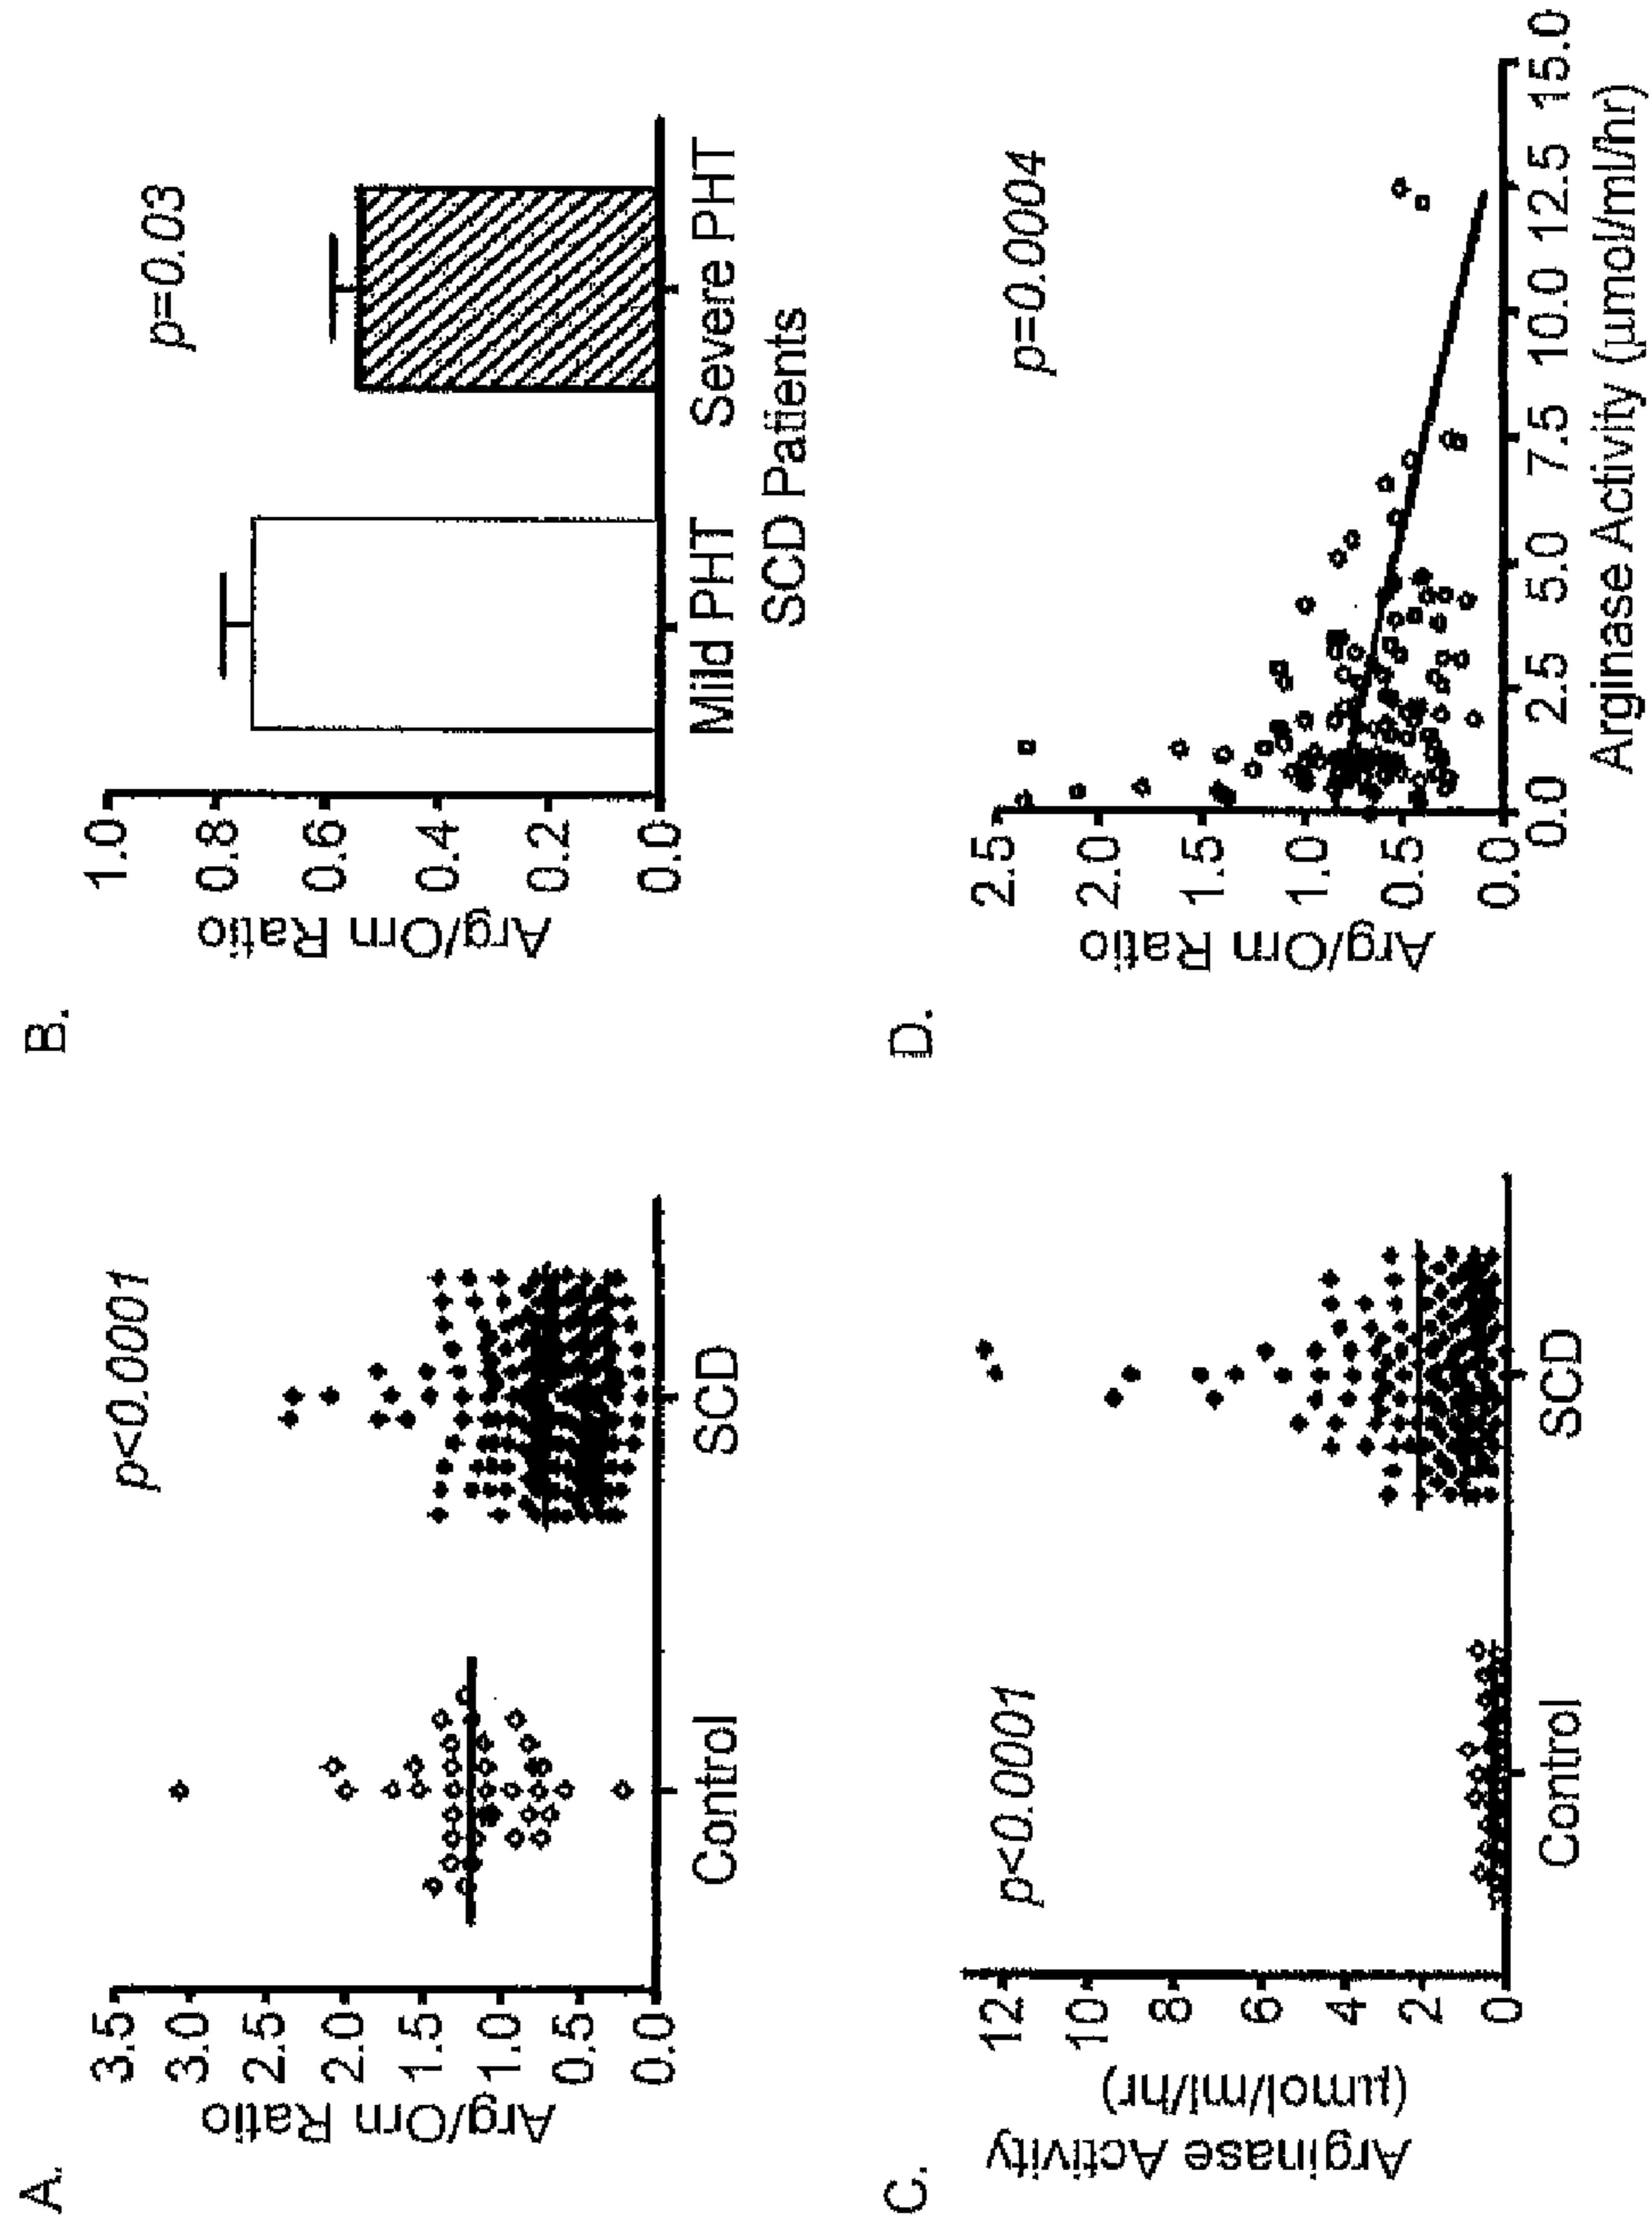 A.
Arg/Orn Ratio
3.5
3.0
2.5
2.0
1.5
1.0
0.5
0.0
p<0.0001
Control
SCD
B.
Arg/Orn Ratio
1.0
0.8
0.6
0.4
0.2
0.0
p=0.03
Mild PHT
Severe PHT
SCD Patients
C.
Arginase Activity
(µmol/ml/hr)
12
10
8
6
4
2
0
p<0.0001
Control
SCD
D.
Arg/Orn Ratio
2.5
2.0
1.5
1.0
0.5
0.0
p=0.0004
0.0 2.5 5.0 7.5 10.0 12.5 15.0
Arginase Activity (µmol/ml/hr)